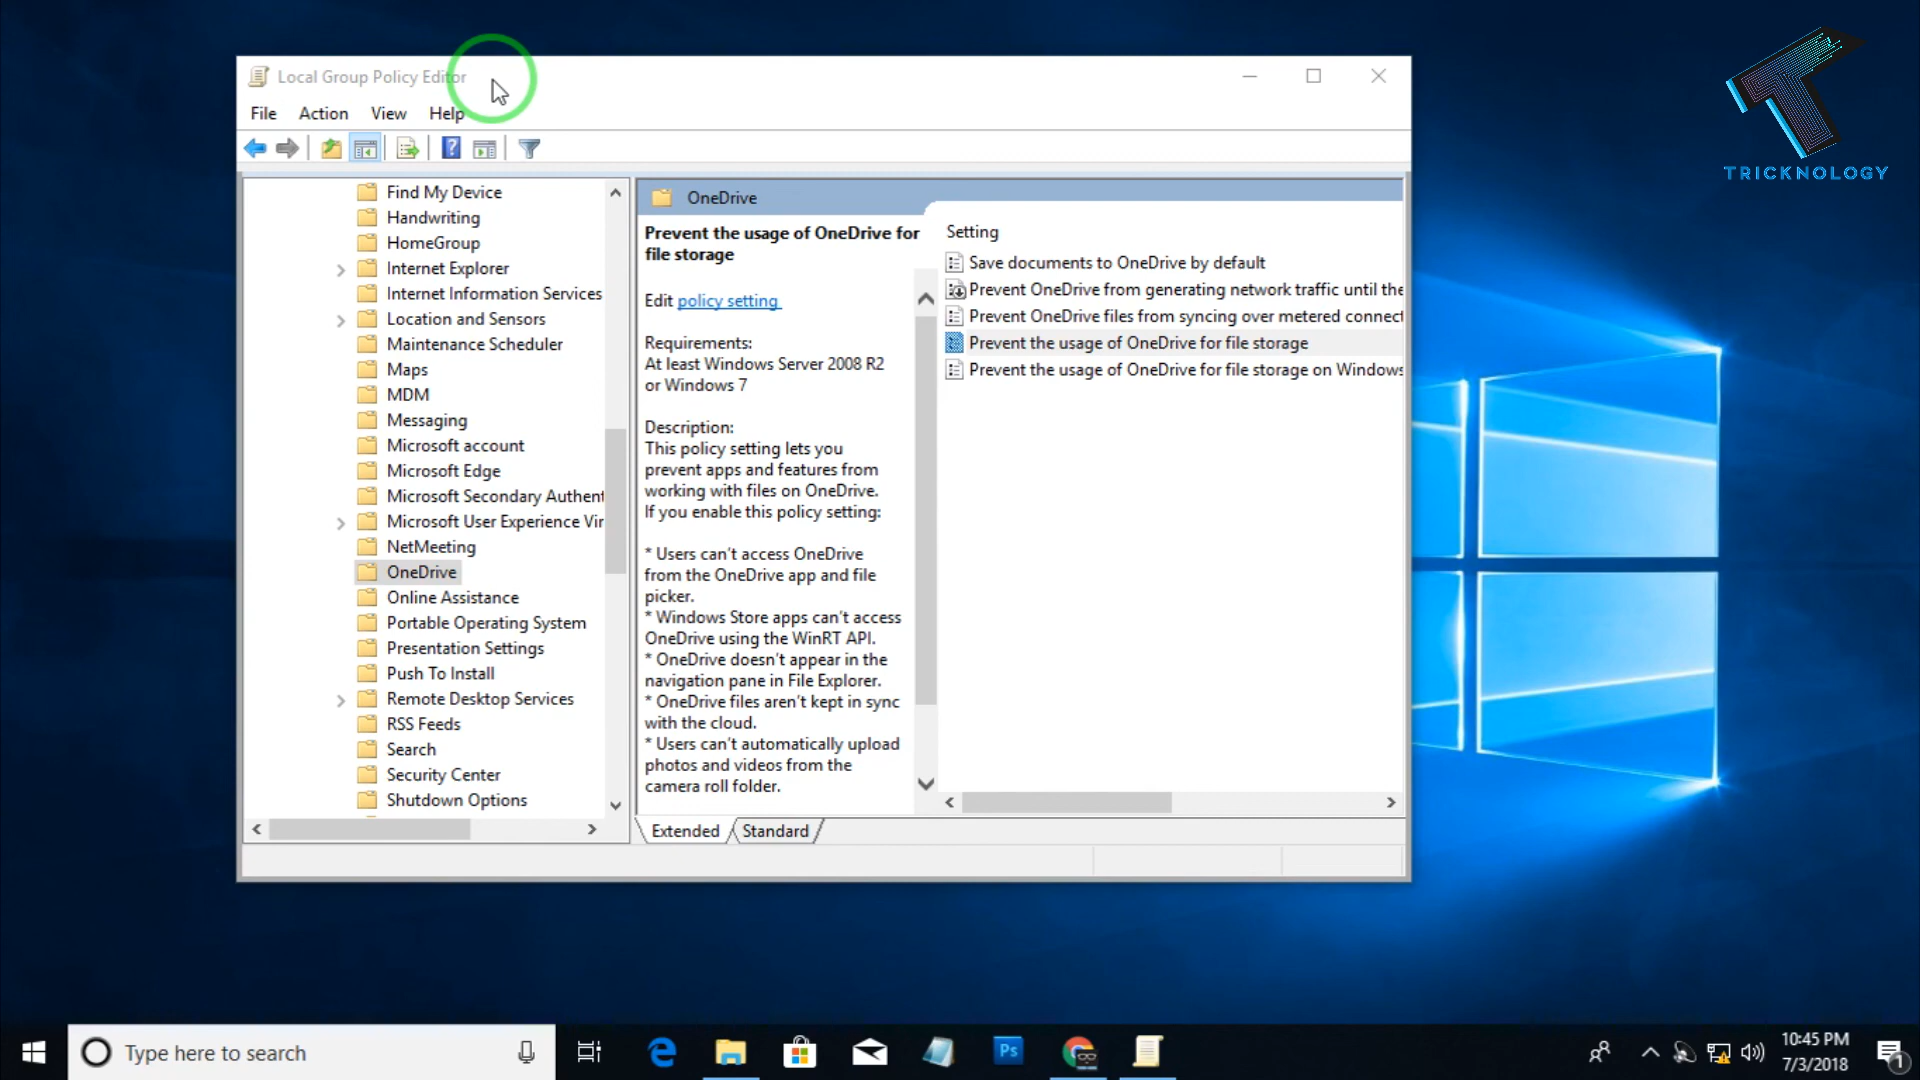 Local Group Policy Editor
File Action View Help
Find My Device
Handwriting
HomeGroup
Internet Explorer
Internet Information Services
Location and Sensors
Maintenance Scheduler
Maps
MDM
Messaging
Microsoft account
Microsoft Edge
Microsoft Secondary Authent
Microsoft User Experience Vir
NetMeeting
OneDrive
Online Assistance
Portable Operating System
Presentation Settings
Push To Install
Remote Desktop Services
RSS Feeds
Search
Security Center
Shutdown Options
OneDrive
Prevent the usage of OneDrive for
file storage
Edit policy setting
Requirements:
At least Windows Server 2008 R2
or Windows 7
Description:
This policy setting lets you
prevent apps and features from
working with files on OneDrive.
If you enable this policy setting:
* Users can't access OneDrive
from the OneDrive app and file
picker.
* Windows Store apps can't access
OneDrive using the WinRT API.
* OneDrive doesn't appear in the
navigation pane in File Explorer.
* OneDrive files aren't kept in sync
with the cloud.
* Users can't automatically upload
photos and videos from the
camera roll folder.
Setting
Save documents to OneDrive by default
Prevent OneDrive from generating network traffic until the
Prevent OneDrive files from syncing over metered connect
Prevent the usage of OneDrive for file storage
Prevent the usage of OneDrive for file storage on Windows
Extended Standard
TRICKNOLOGY
Type here to search
Ps
10:45 PM
7/3/2018
1